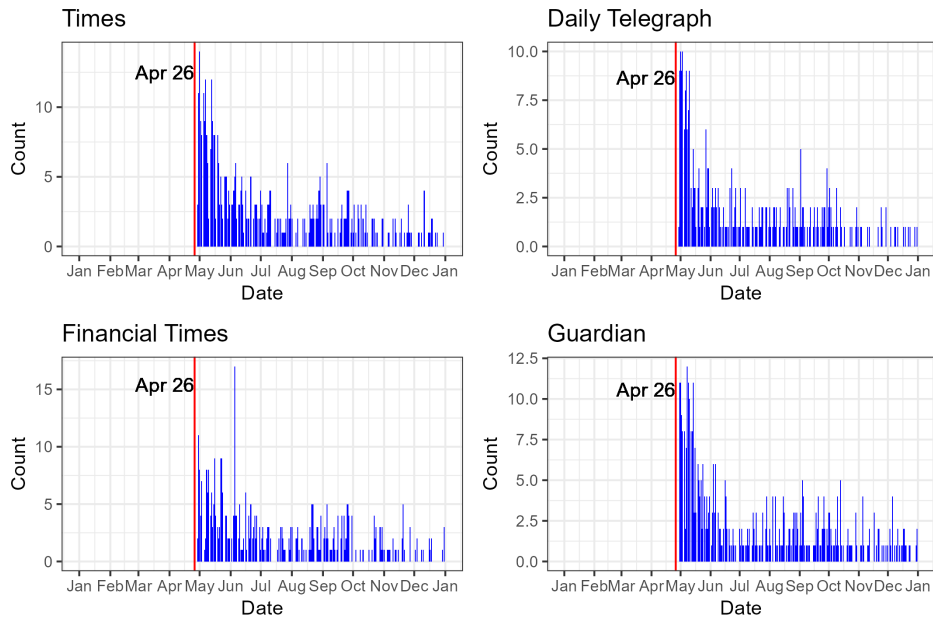 Times
Apr 26
10
5
0
Count
Jan Feb Mar Apr May Jun Jul Aug Sep Oct Nov Dec Jan
Date
Daily Telegraph
Apr 26
10.0
7.5
5.0
2.5
0.0
Count
Jan Feb Mar Apr May Jun Jul Aug Sep Oct Nov Dec Jan
Date
Financial Times
Apr 26
15
10
5
0
Count
Jan Feb Mar Apr May Jun Jul Aug Sep Oct Nov Dec Jan
Date
Guardian
Apr 26
12.5
10.0
7.5
5.0
2.5
0.0
Count
Jan Feb Mar Apr May Jun Jul Aug Sep Oct Nov Dec Jan
Date